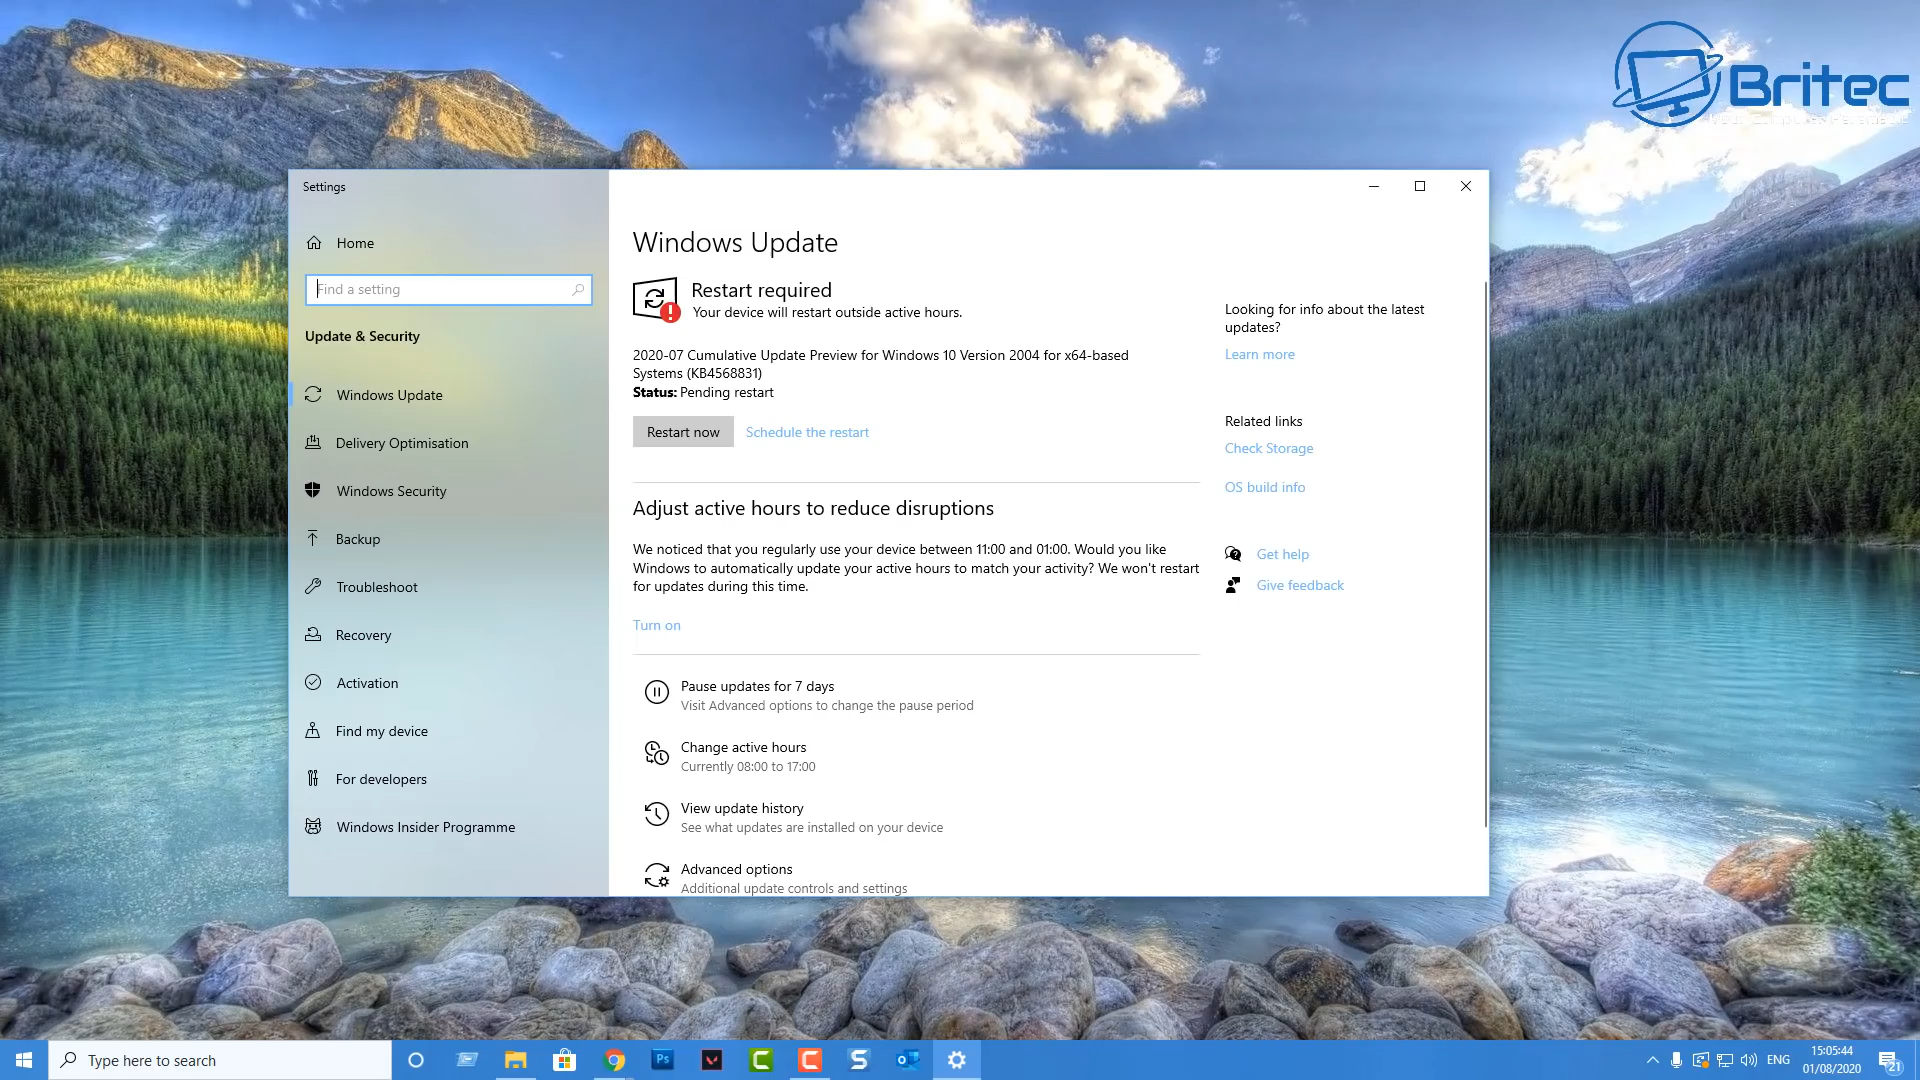 Britec
Settings
Home
Find a setting
Update & Security
Windows Update
Delivery Optimisation
Windows Security
Backup
Troubleshoot
Recovery
Activation
Find my device
For developers
Windows Insider Programme
Windows Update
Restart required
Your device will restart outside active hours.
2020-07 Cumulative Update Preview for Windows 10 Version 2004 for x64-based
Systems (KB4568831)
Status: Pending restart
Restart now
Schedule the restart
Adjust active hours to reduce disruptions
We noticed that you regularly use your device between 11:00 and 01:00. Would you like
Windows to automatically update your active hours to match your activity? We won't restart
for updates during this time.
Turn on
Pause updates for 7 days
Visit Advanced options to change the pause period
Change active hours
Currently 08:00 to 17:00
View update history
See what updates are installed on your device
Advanced options
Additional update controls and settings
Looking for info about the latest
updates?
Learn more
Related links
Check Storage
OS build info
Get help
Give feedback
Type here to search
Ps
ENG
15:05:44
01/08/2020
21